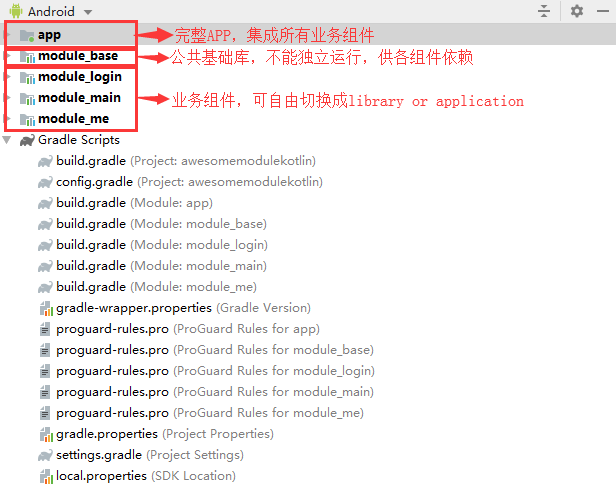 Android
app 完整APP，集成所有业务组件
module_base 公共基础库，不能独立运行，供各组件依赖
module_login
module_main 业务组件，可自由切换成library or application
module_me
Gradle Scripts
build.gradle (Project: awesomemodulekotlin)
config.gradle (Project: awesomemodulekotlin)
build.gradle (Module: app)
build.gradle (Module: module_base)
build.gradle (Module: module_login)
build.gradle (Module: module_main)
build.gradle (Module: module_me)
gradle-wrapper.properties (Gradle Version)
proguard-rules.pro (ProGuard Rules for app)
proguard-rules.pro (ProGuard Rules for module_base)
proguard-rules.pro (ProGuard Rules for module_login)
proguard-rules.pro (ProGuard Rules for module_main)
proguard-rules.pro (ProGuard Rules for module_me)
gradle.properties (Project Properties)
settings.gradle (Project Settings)
local.properties (SDK Location)